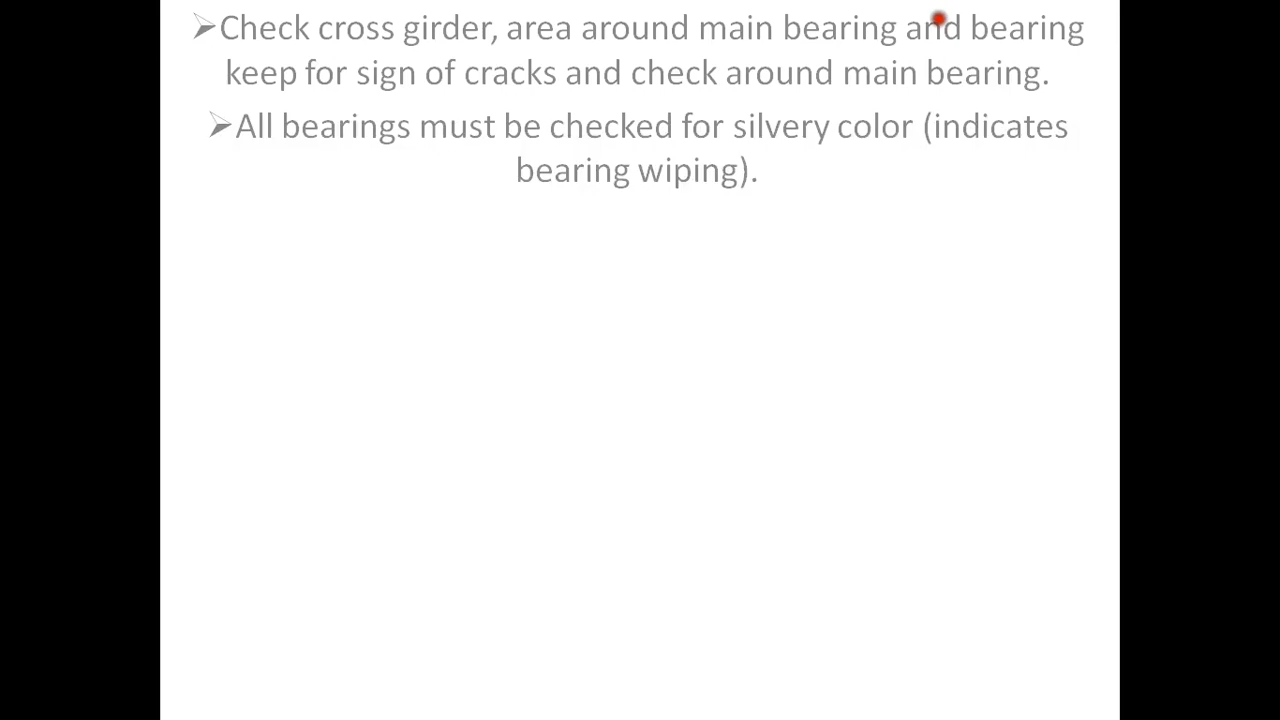 ➢Check cross girder, area around main bearing and bearing
keep for sign of cracks and check around main bearing.
➢All bearings must be checked for silvery color (indicates
bearing wiping).